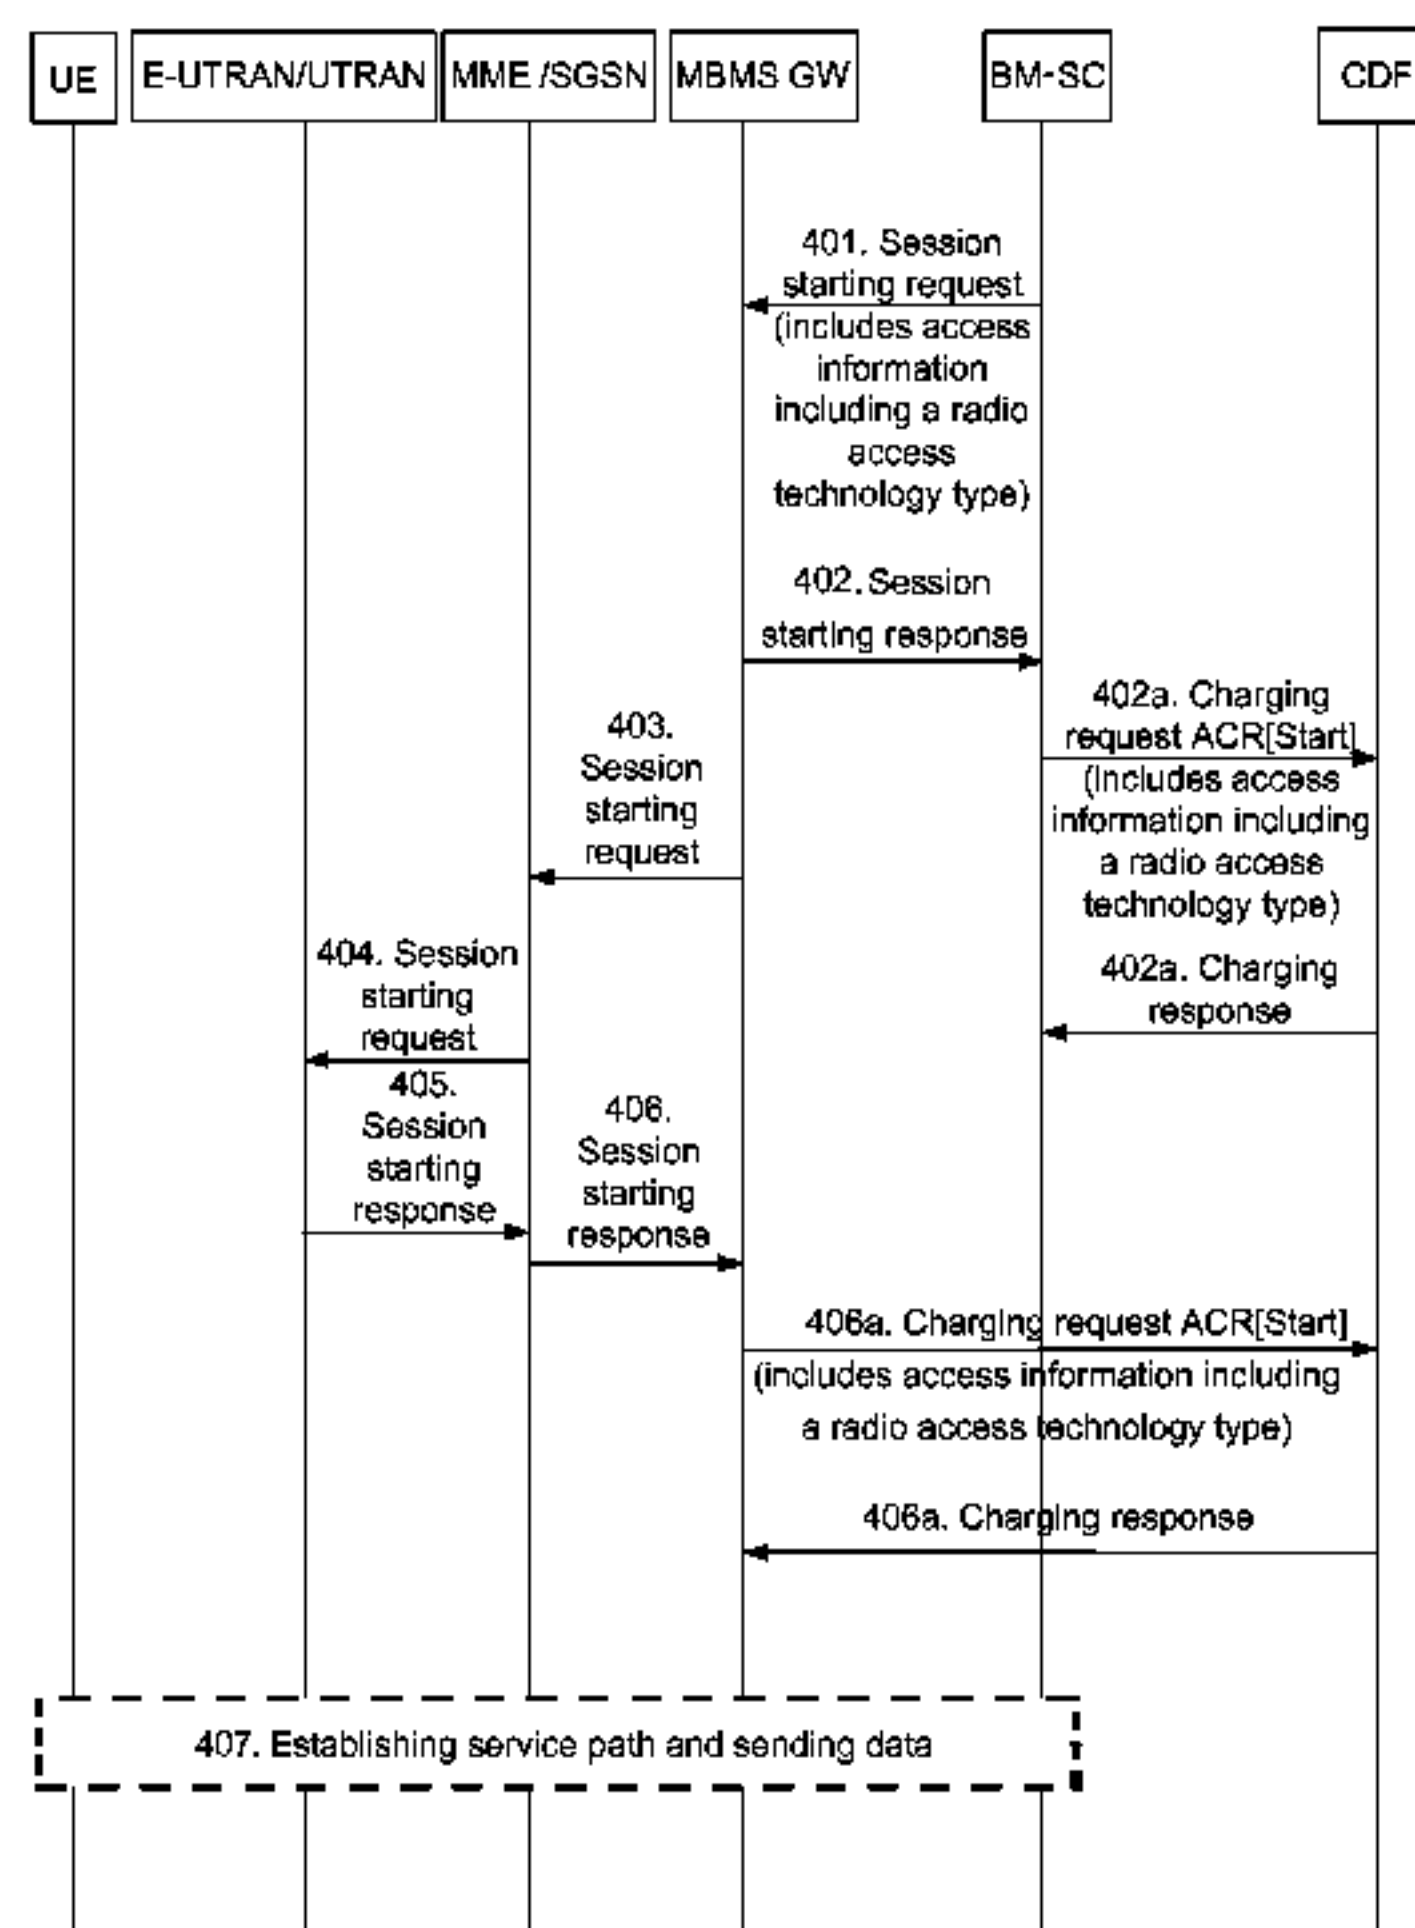 UE
E-UTRAN/UTRAN
MME /SGSN
MBMS GW
BM-SC
CDF
401. Session
starting request
(includes access
information
including a radio
access
technology type)
402. Session
starting response
402a. Charging
request ACR[Start]
(includes access
information including
a radio access
technology type)
403.
Session
starting
request
404. Session
starting
request
402a. Charging
response
405.
Session
starting
response
406.
Session
starting
response
406a. Charging request ACR[Start]
(includes access information including
a radio access technology type)
406a. Charging response
407. Establishing service path and sending data